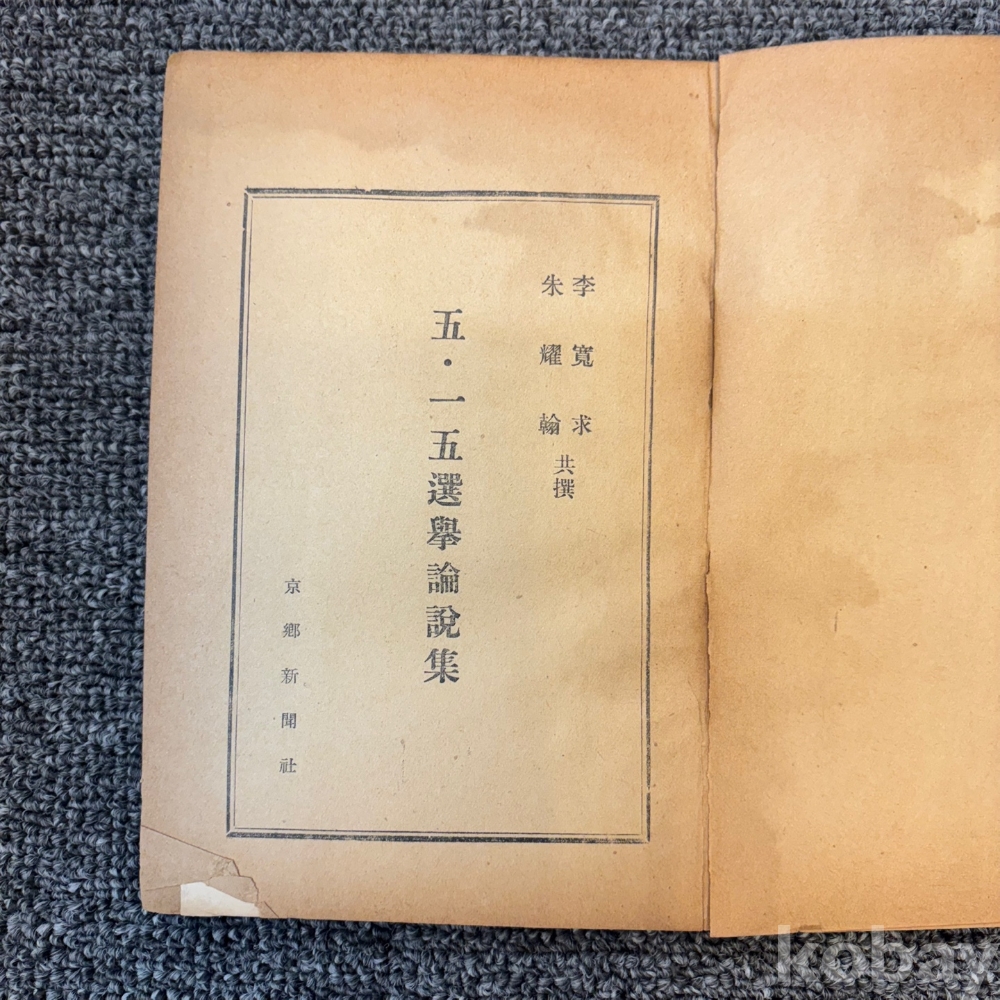 李寬求
朱耀翰
共撰
五·一五選擧論說集
京鄕新聞社
kobay